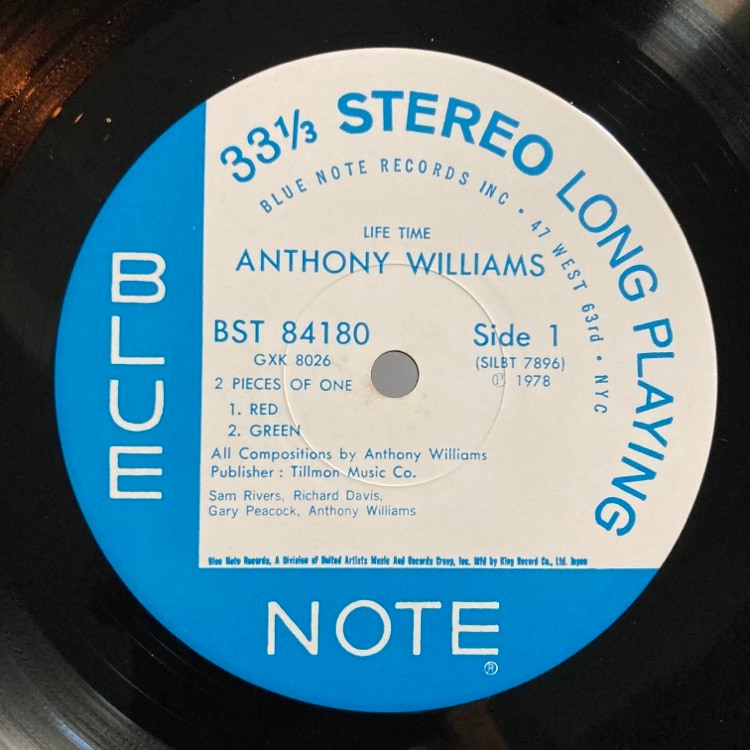 33⅓ STEREO LONG PLAYING
BLUE NOTE RECORDS INC • 47 WEST 63rd • NYC
LIFE TIME
ANTHONY WILLIAMS
BST 84180
Side 1
GXK 8026
(SILBT 7896)
℗ 1978
2 PIECES OF ONE
1. RED
2. GREEN
All Compositions by Anthony Williams
Publisher : Tillmon Music Co.
Sam Rivers, Richard Davis,
Gary Peacock, Anthony Williams
Blue Note Records, A Division of United Artists Music And Records Group, Inc. Mfd by King Record Co., Ltd. Japan
BLUE
NOTE
®